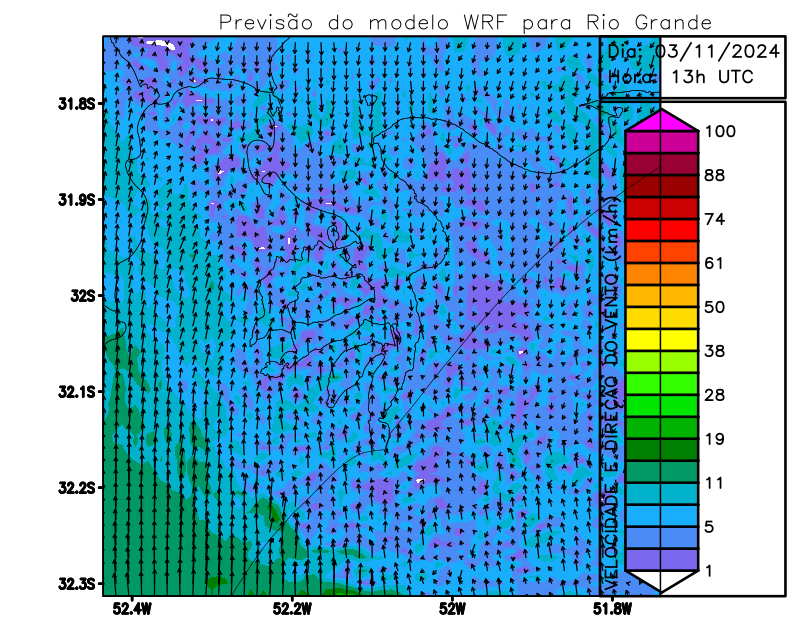 Previsão do modelo WRF para Rio Grande
Dia: 03/11/2024
Hora: 13h UTC
31.8S
31.9S
32S
32.1S
32.2S
32.3S
52.4W
52.2W
52W
51.8W
VELOCIDADE E DIREÇÃO DO VENTO (km/h)
100
88
74
61
50
38
28
19
11
5
1